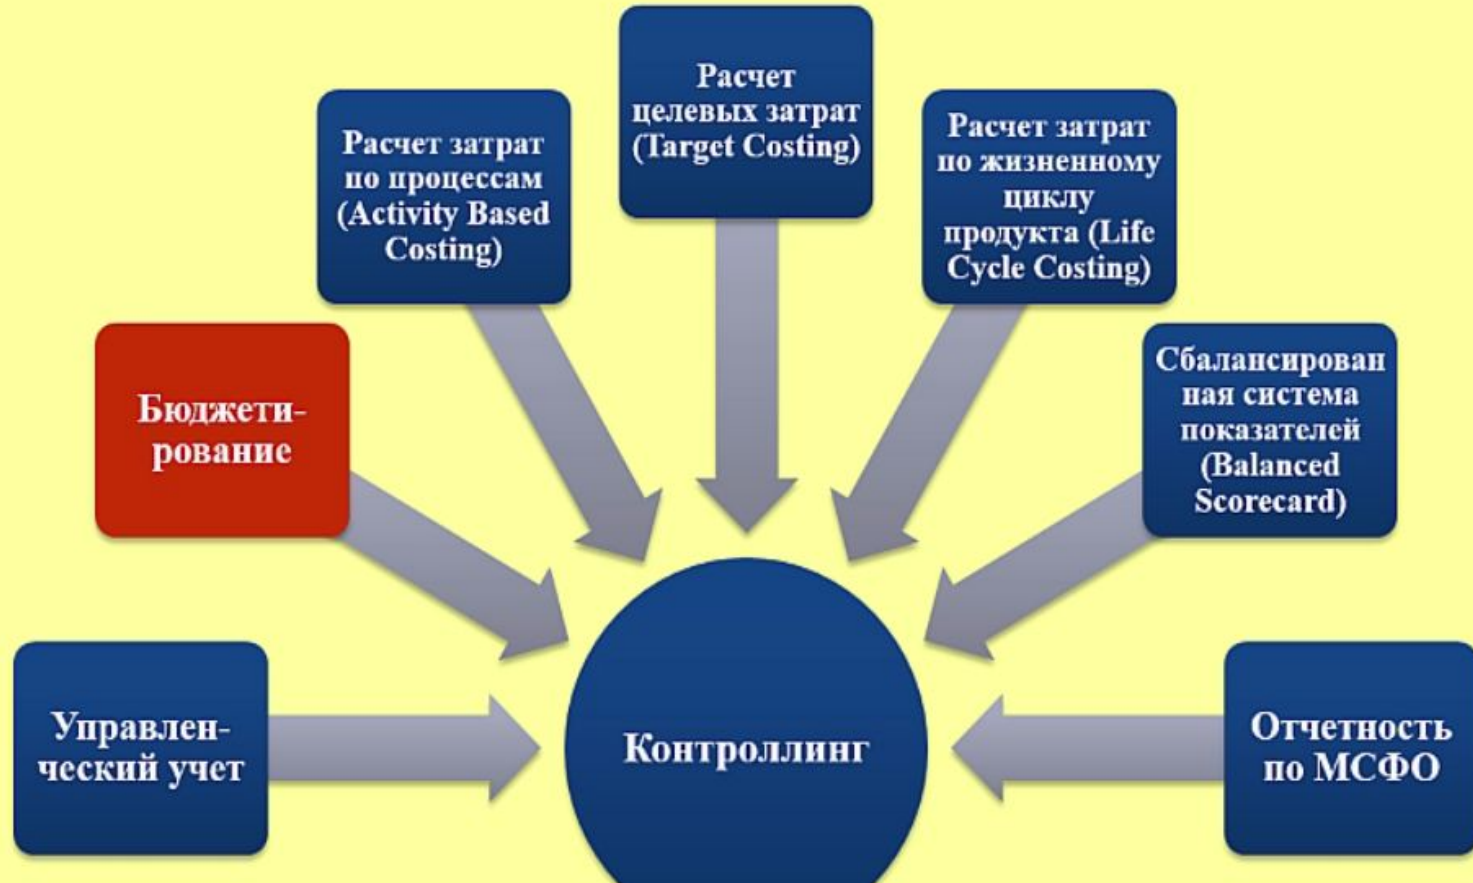 Расчет
целевых затрат
(Target Costing)
Расчет затрат
по процессам
(Activity Based
Costing)
Расчет затрат
по жизненному
циклу
продукта (Life
Cycle Costing)
Бюджети-
рование
Сбалансирован
ная система
показателей
(Balanced
Scorecard)
Управлен-
ческий учет
Контроллинг
Отчетность
по МСФО